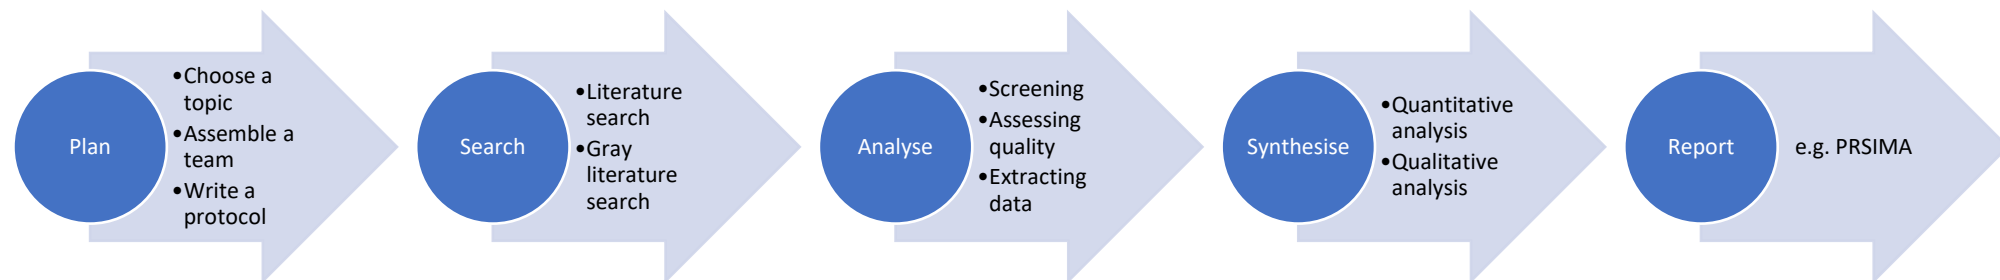 Plan
•Choose a
topic
•Assemble a
team
•Write a
protocol
Search
•Literature
search
•Gray
literature
search
Analyse
•Screening
•Assessing
quality
•Extracting
data
Synthesise
•Quantitative
analysis
•Qualitative
analysis
Report
e.g. PRSIMA